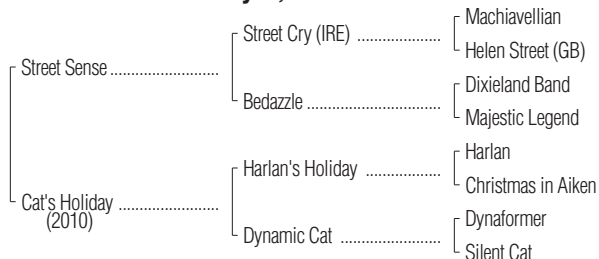 Machiavellian
Street Cry (IRE) ....................
Helen Street (GB)
Street Sense ..........................
Dixieland Band
Bedazzle ................................
Majestic Legend
Harlan
Harlan's Holiday ..................
Christmas in Aiken
Cat's Holiday ........................
(2010)
Dynamer
Dynamic Cat ........................
Silent Cat